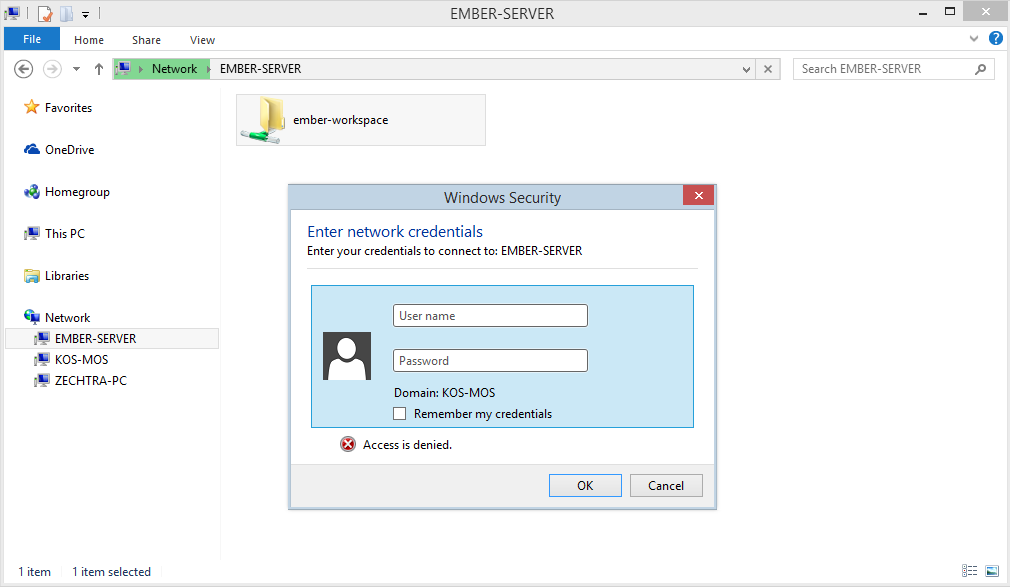 EMBER-SERVER
File Home Share View
Network EMBER-SERVER Search EMBER-SERVER
Favorites
OneDrive
Homegroup
This PC
Libraries
Network
EMBER-SERVER
KOS-MOS
ZECHTRA-PC
ember-workspace
Windows Security
Enter network credentials
Enter your credentials to connect to: EMBER-SERVER
User name
Password
Domain: KOS-MOS
Remember my credentials
Access is denied.
OK Cancel
1 item 1 item selected